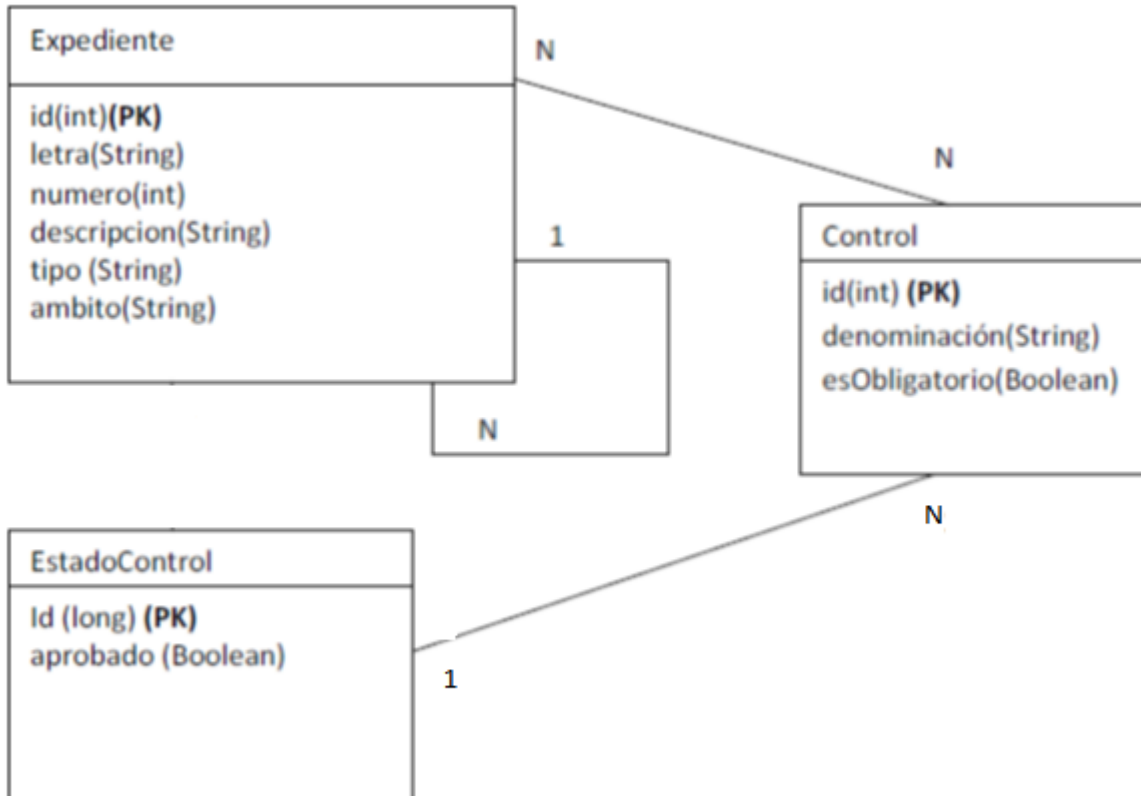 Expediente
id(int)(PK)
letra(String)
numero(int)
descripcion(String)
tipo (String)
ambito(String)
N
N
1
N
Control
id(int) (PK)
denominación(String)
esObligatorio(Boolean)
N
EstadoControl
Id (long) (PK)
aprobado (Boolean)
1